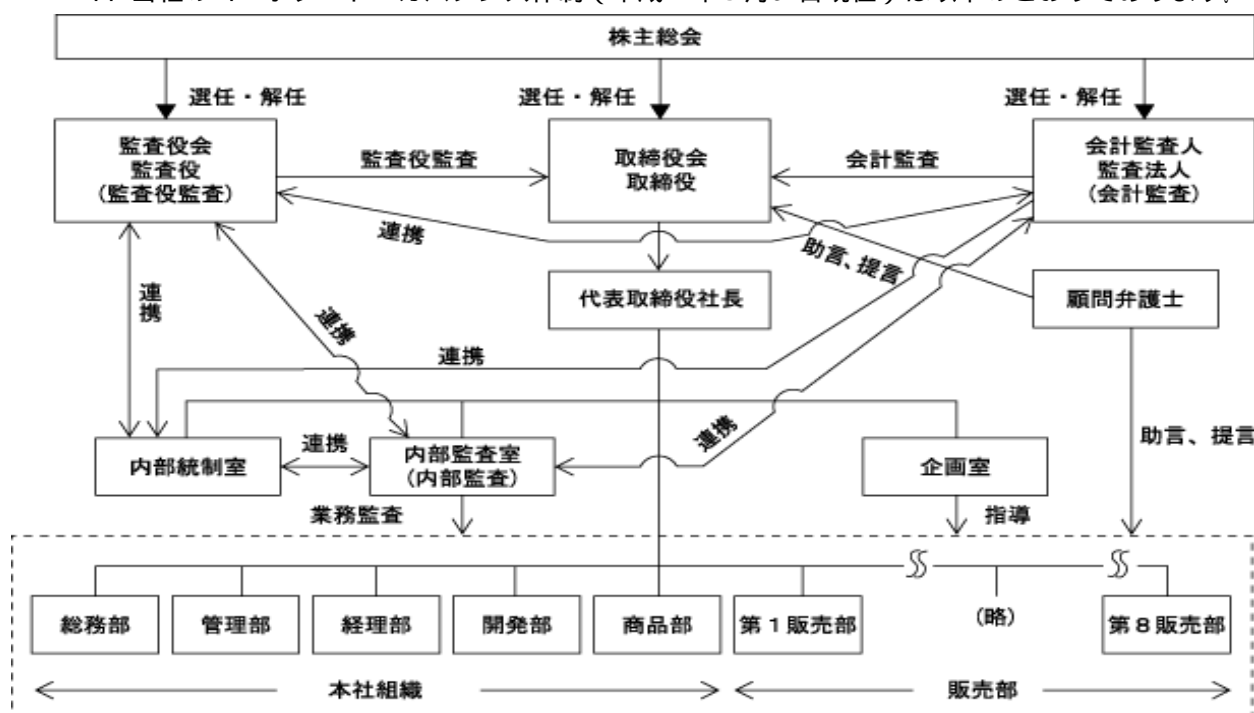 株主総会
選任・解任
選任・解任
選任・解任
監査役会
監査役
(監査役監査)
監査役監査
取締役会
取締役
会計監査
会計監査人
監査法人
(会計監査)
連携
助言、提言
連携
連携
代表取締役社長
顧問弁護士
連携
連携
助言、提言
内部統制室
連携
内部監査室
(内部監査)
企画室
業務監査
指導
総務部
管理部
経理部
開発部
商品部
第1販売部
(略)
第8販売部
本社組織
販売部